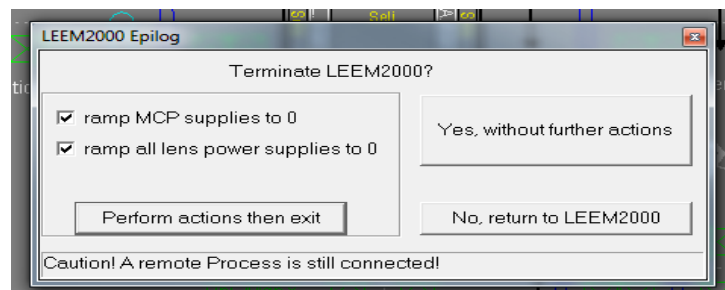 Seli
LEEM2000 Epilog
Terminate LEEM2000?
ramp MCP supplies to 0
ramp all lens power supplies to 0
Yes, without further actions
Perform actions then exit
No, return to LEEM2000
Caution! A remote Process is still connected!